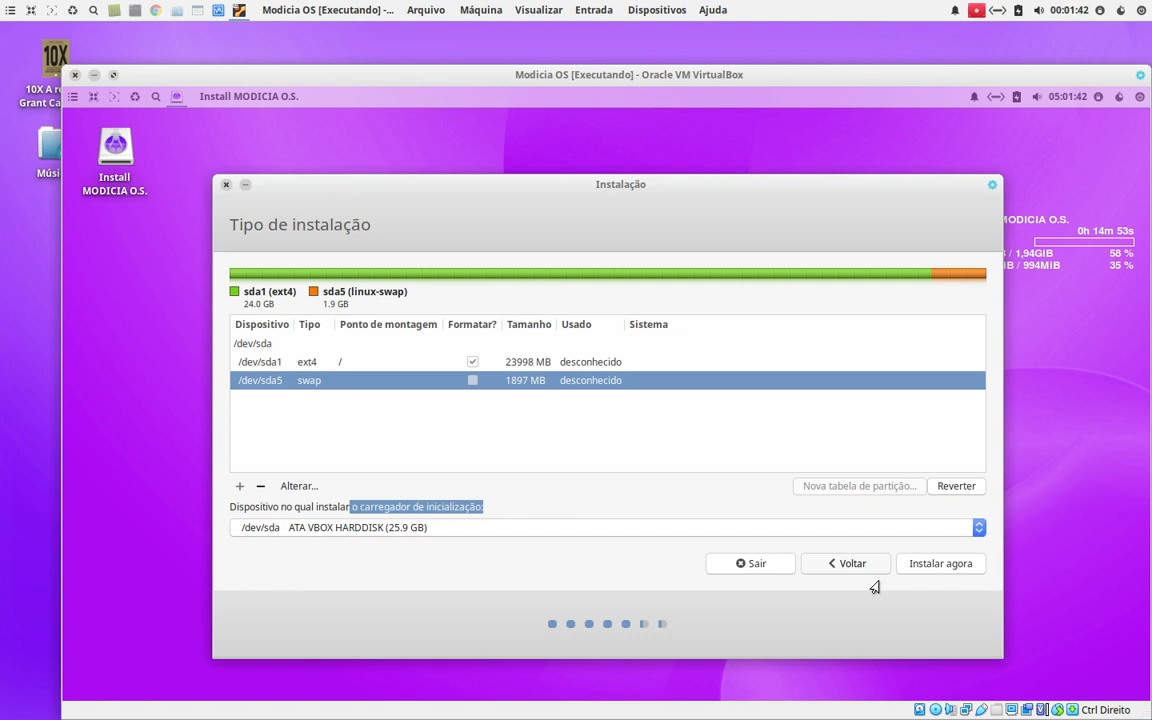 Modicia OS [Executando] -... Arquivo Máquina Visualizar Entrada Dispositivos Ajuda 00:01:42
10X
10X A
Grant
Modicia OS [Executando] - Oracle VM VirtualBox
Install MODICIA O.S. 05:01:42
Install
MODICIA O.S.
Instalação
Tipo de instalação
MODICIA O.S.
0h 14m 53s
/ 1,94GIB 58 %
/ 994MIB 35 %
sda1 (ext4) sda5 (linux-swap)
24.0 GB 1.9 GB
Dispositivo Tipo Ponto de montagem Formatar? Tamanho Usado Sistema
/dev/sda
/dev/sda1 ext4 / 23998 MB desconhecido
/dev/sda5 swap 1897 MB desconhecido
+ − Alterar... Nova tabela de partição... Reverter
Dispositivo no qual instalar o carregador de inicialização:
/dev/sda ATA VBOX HARDDISK (25.9 GB)
Sair Voltar Instalar agora
Ctrl Direito